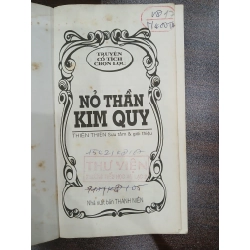 TRUYỆN
CỔ TÍCH
CHỌN LỌC
NỎ THẦN
KIM QUY
THIÊN THIÊN Sưu tầm & giới thiệu
THƯ VIỆN
Nhà xuất bản THANH NIÊN